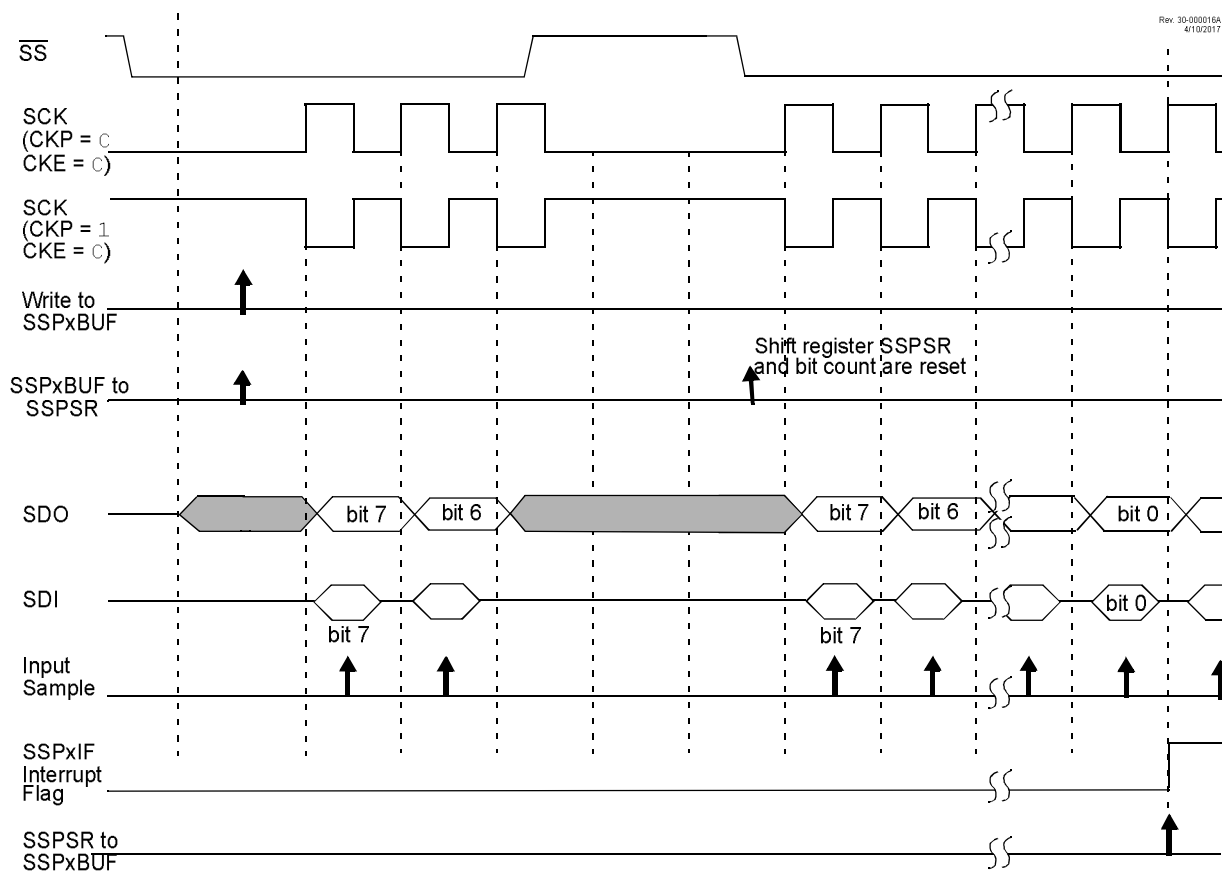 Rev. 30-000016A
4/10/2017
SS
SCK
(CKP = 0
CKE = 0)
SCK
(CKP = 1
CKE = 0)
Write to
SSPxBUF
Shift register SSPSR
and bit count are reset
SSPxBUF to
SSPSR
SDO
bit 7
bit 6
bit 7
bit 6
bit 0
SDI
bit 0
bit 7
bit 7
Input
Sample
SSPxIF
Interrupt
Flag
SSPSR to
SSPxBUF